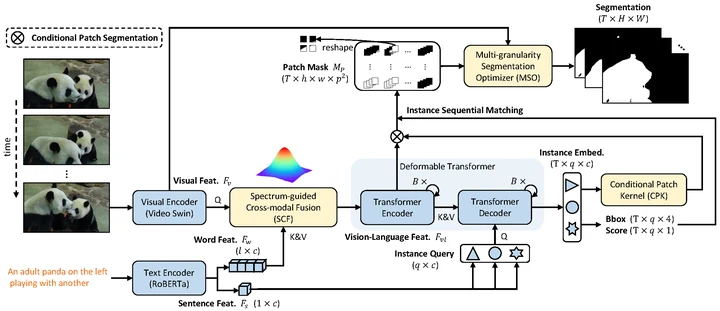 Conditional Patch Segmentation
time
Visual Encoder
(Video Swin)
An adult panda on the left
playing with another
Text Encoder
(RoBERTa)
Visual Feat. F_v
Q
Spectrum-guided
Cross-modal Fusion
(SCF)
K&V
Word Feat. F_w
(l × c)
Sentence Feat. F_s (1 × c)
reshape
Patch Mask M_P
(T × h × w × p²)
...
Multi-granularity
Segmentation
Optimizer (MSO)
Segmentation
(T × H × W)
Instance Sequential Matching
Deformable Transformer
B ×
B ×
Transformer
Encoder
K&V
Transformer
Decoder
Vision-Language Feat. F_vl
Q
Instance Query
(q × c)
Instance Embed.
(T × q × c)
Conditional Patch
Kernel (CPK)
Bbox (T × q × 4)
Score (T × q × 1)